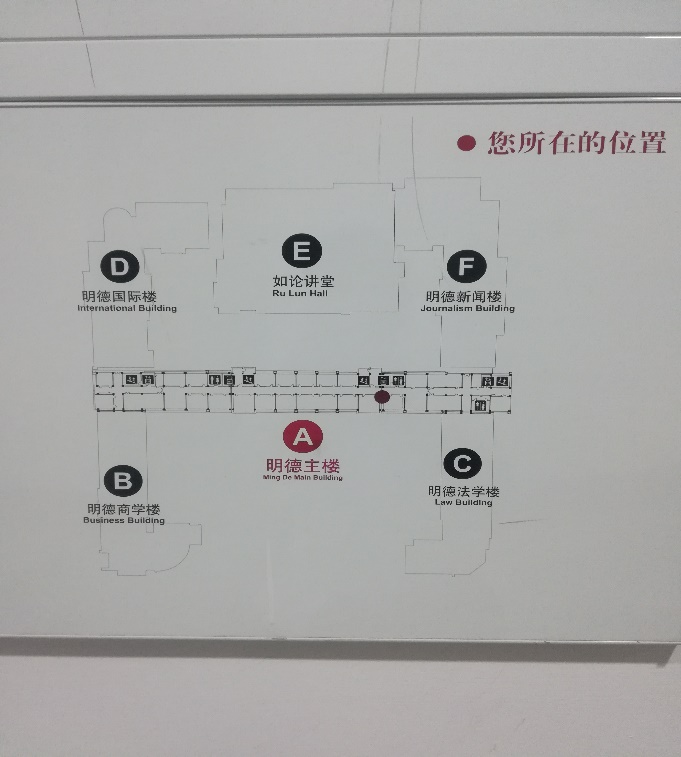 您所在的位置
E
如论讲堂
Ru Lun Hall
D
明德国际楼
International Building
F
明德新闻楼
Journalism Building
A
明德主楼
Ming De Main Building
B
明德商学楼
Business Building
C
明德法学楼
Law Building